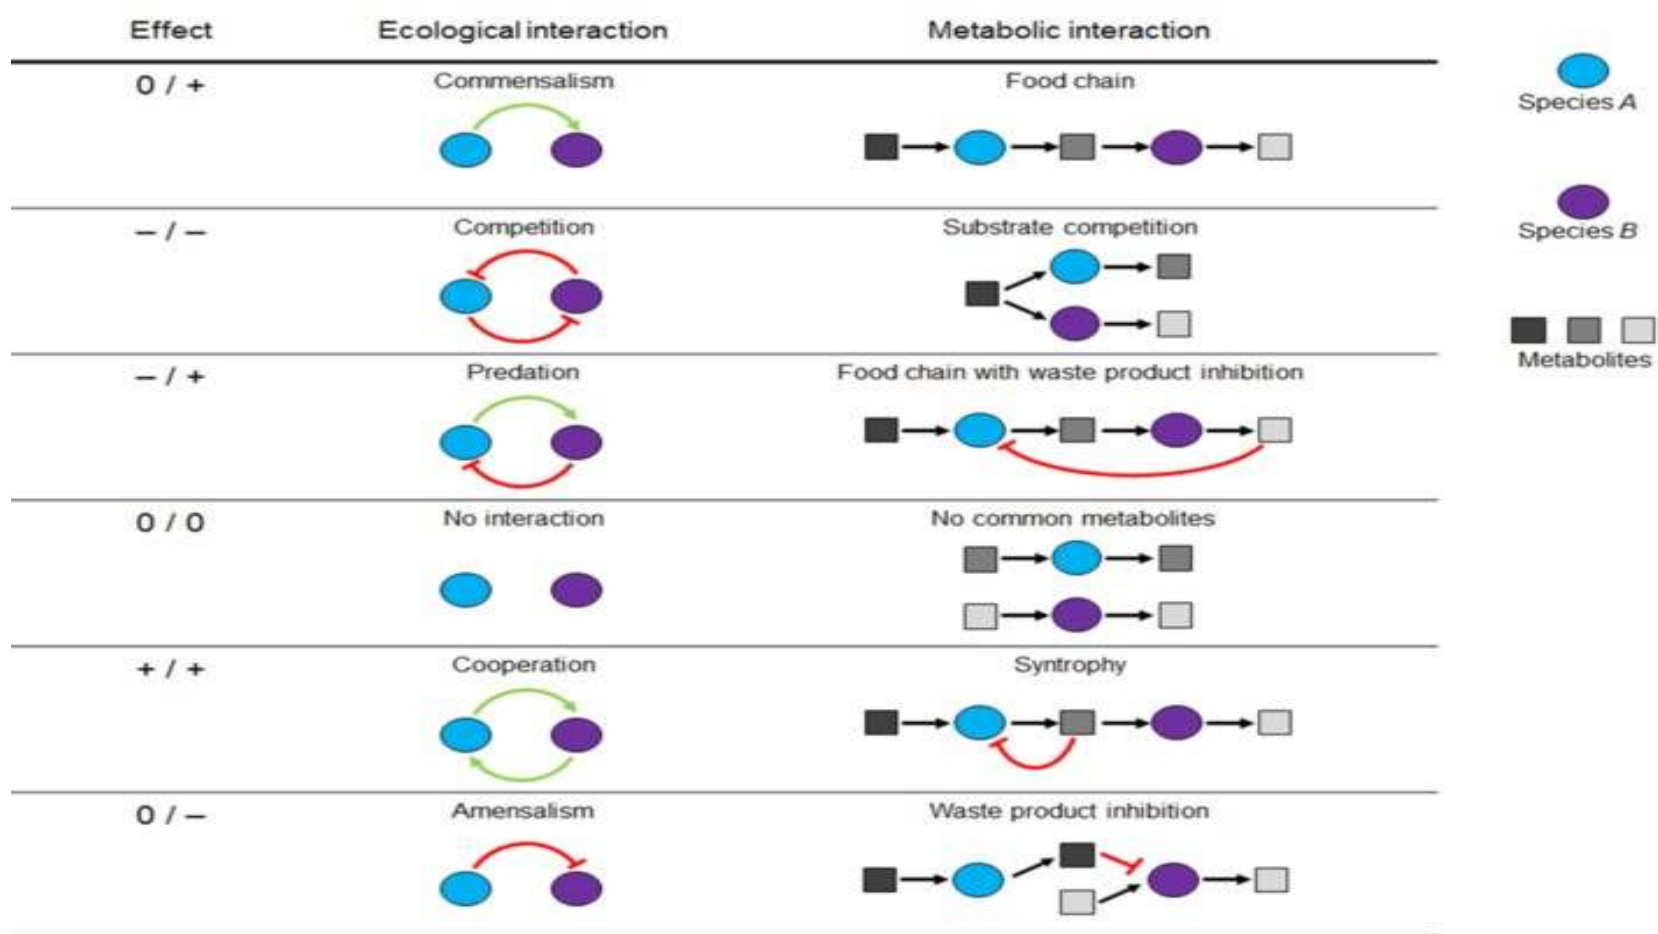 Effect Ecological interaction Metabolic interaction
0 / + Commensalism Food chain
– / – Competition Substrate competition
– / + Predation Food chain with waste product inhibition
0 / 0 No interaction No common metabolites
+ / + Cooperation Syntrophy
0 / – Amensalism Waste product inhibition
Species A
Species B
Metabolites